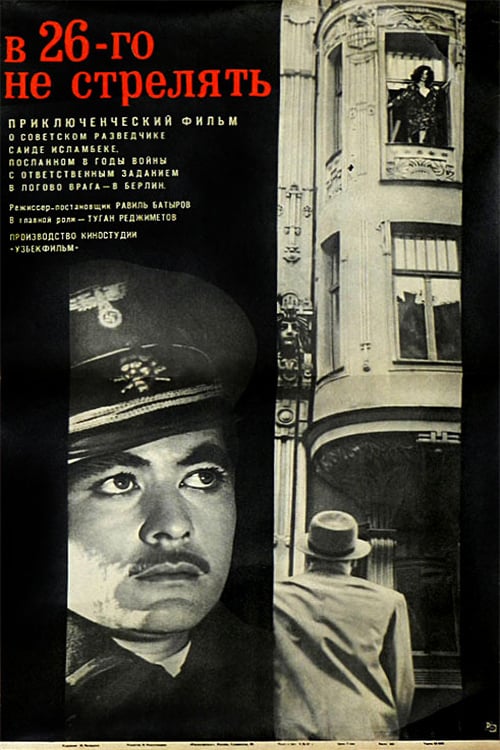 в 26-го
не стрелять
ПРИКЛЮЧЕНЧЕСКИЙ ФИЛЬМ
О СОВЕТСКОМ РАЗВЕДЧИКЕ
САИДЕ ИСЛАМБЕКЕ,
ПОСЛАННОМ В ГОДЫ ВОЙНЫ
С ОТВЕТСТВЕННЫМ ЗАДАНИЕМ
В ЛОГОВО ВРАГА—В БЕРЛИН.
Режиссер-постановщик РАВИЛЬ БАТЫРОВ
В главной роли—ТУГАН РЕДЖИМЕТОВ
ПРОИЗВОДСТВО КИНОСТУДИИ
«УЗБЕКФИЛЬМ»